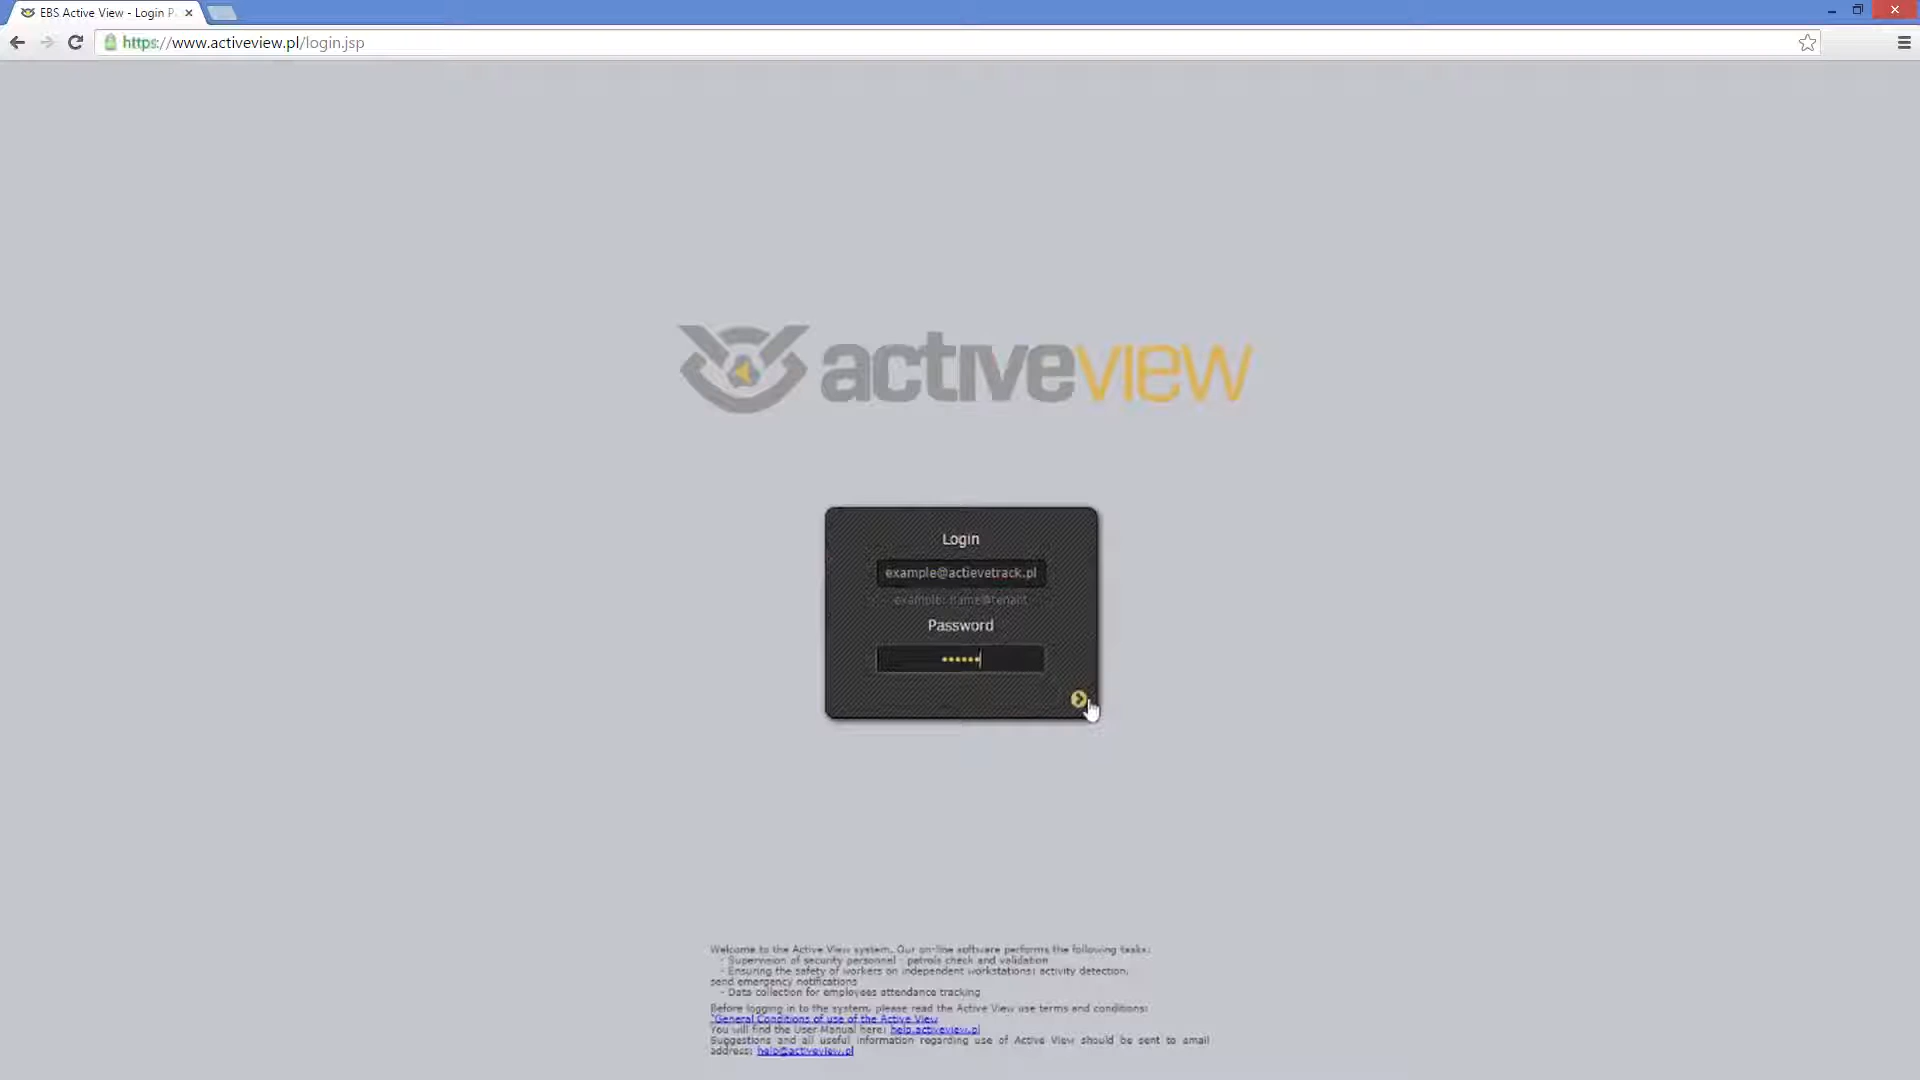 EBS Active View - Login P
https://www.activeview.pl/login.jsp
activeview
Login
example@actievetrack.pl
example: name@tenant
Password
Welcome to the Active View system. Our on-line software performs the following tasks:
- Supervision of security personnel - patrols check and validation
- Ensuring the safety of workers on independent workstations: activity detection,
send emergency notifications
- Data collection for employees attendance tracking
Before logging in to the system, please read the Active View use terms and conditions:
"General Conditions of use of the Active View
You will find the User Manual here: help.activeview.pl
Suggestions and all useful information regarding use of Active View should be sent to email
address: help@activeview.pl